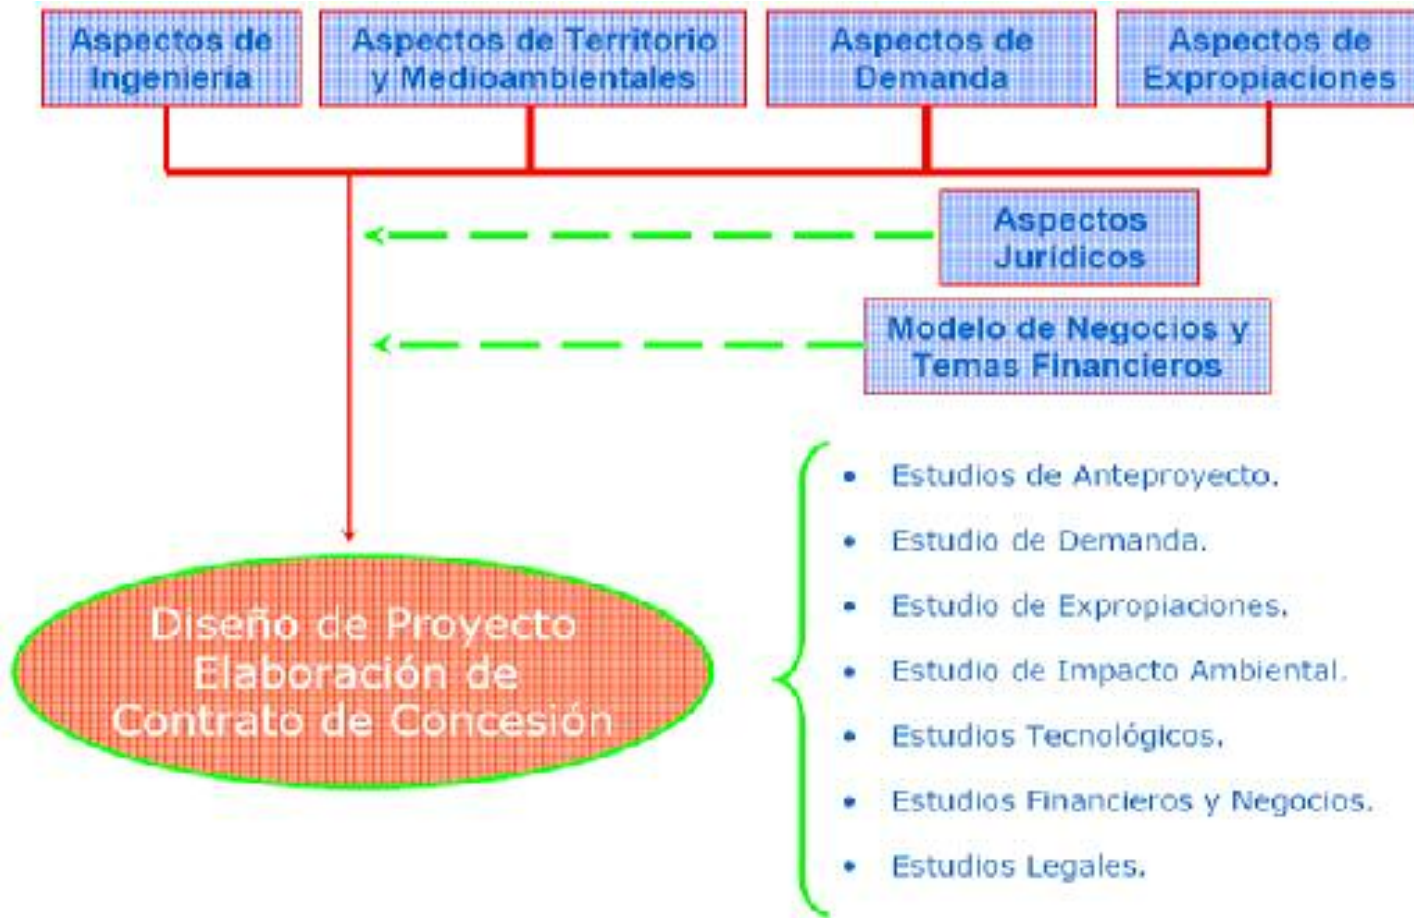 Aspectos de
Ingeniería
Aspectos de Territorio
y Medioambientales
Aspectos de
Demanda
Aspectos de
Expropiaciones
Aspectos
Jurídicos
Modelo de Negocios y
Temas Financieros
• Estudios de Anteproyecto.
• Estudio de Demanda.
• Estudio de Expropiaciones.
• Estudio de Impacto Ambiental.
• Estudios Tecnológicos.
• Estudios Financieros y Negocios.
• Estudios Legales.
Diseño de Proyecto
Elaboración de
Contrato de Concesión